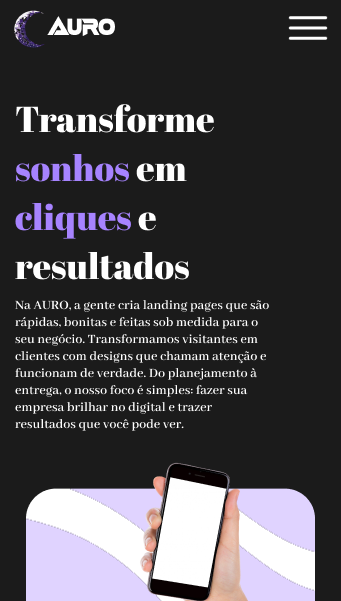 AURO
Transforme
sonhos em
cliques e
resultados
Na AURO, a gente cria landing pages que são
rápidas, bonitas e feitas sob medida para o
seu negócio. Transformamos visitantes em
clientes com designs que chamam atenção e
funcionam de verdade. Do planejamento à
entrega, o nosso foco é simples: fazer sua
empresa brilhar no digital e trazer
resultados que você pode ver.